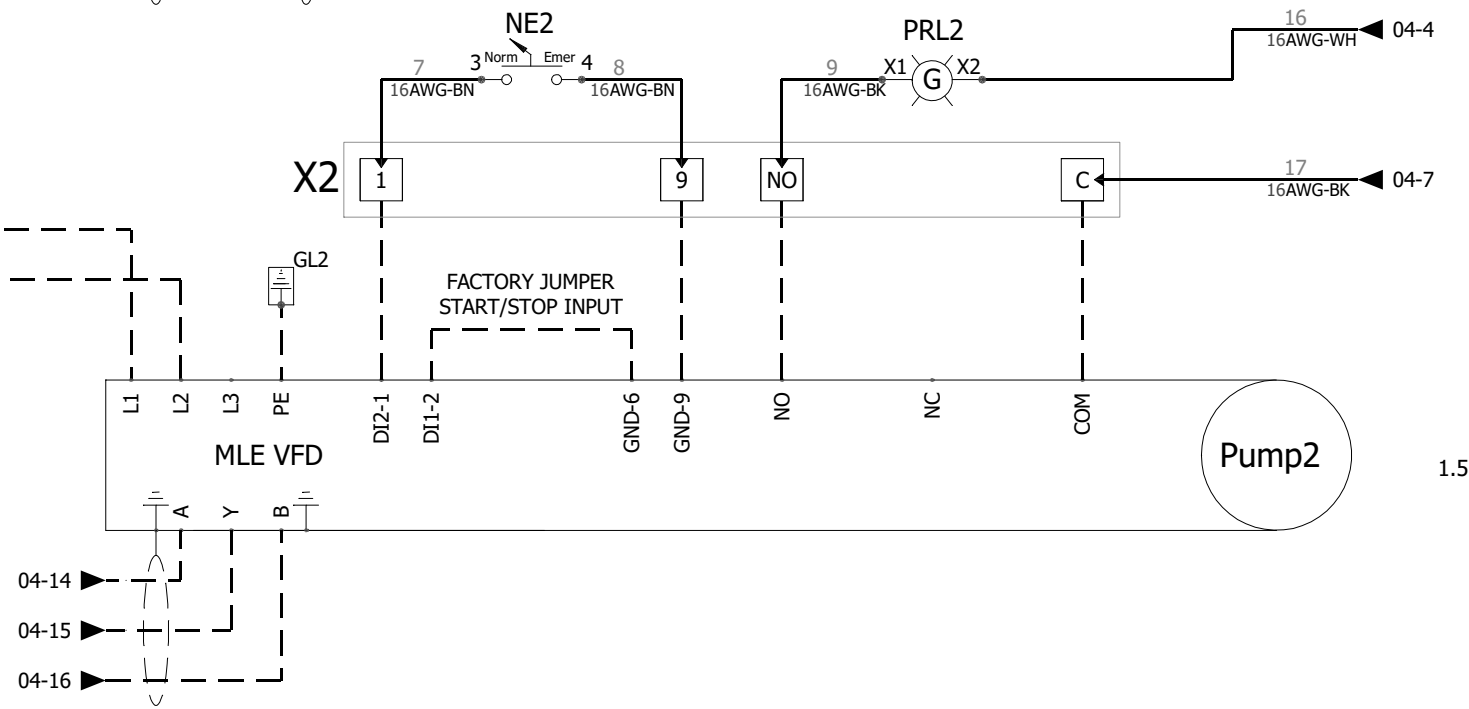 NE2
PRL2
16
16AWG-WH
04-4
7
16AWG-BN
3
Norm
Emer
4
8
16AWG-BN
9
16AWG-BK
X1
G
X2
X2
1
9
NO
C
17
16AWG-BK
04-7
GL2
FACTORY JUMPER
START/STOP INPUT
L1
L2
L3
PE
DI2-1
DI1-2
GND-6
GND-9
NO
NC
COM
MLE VFD
Pump2
1.5
A
Y
B
04-14
04-15
04-16